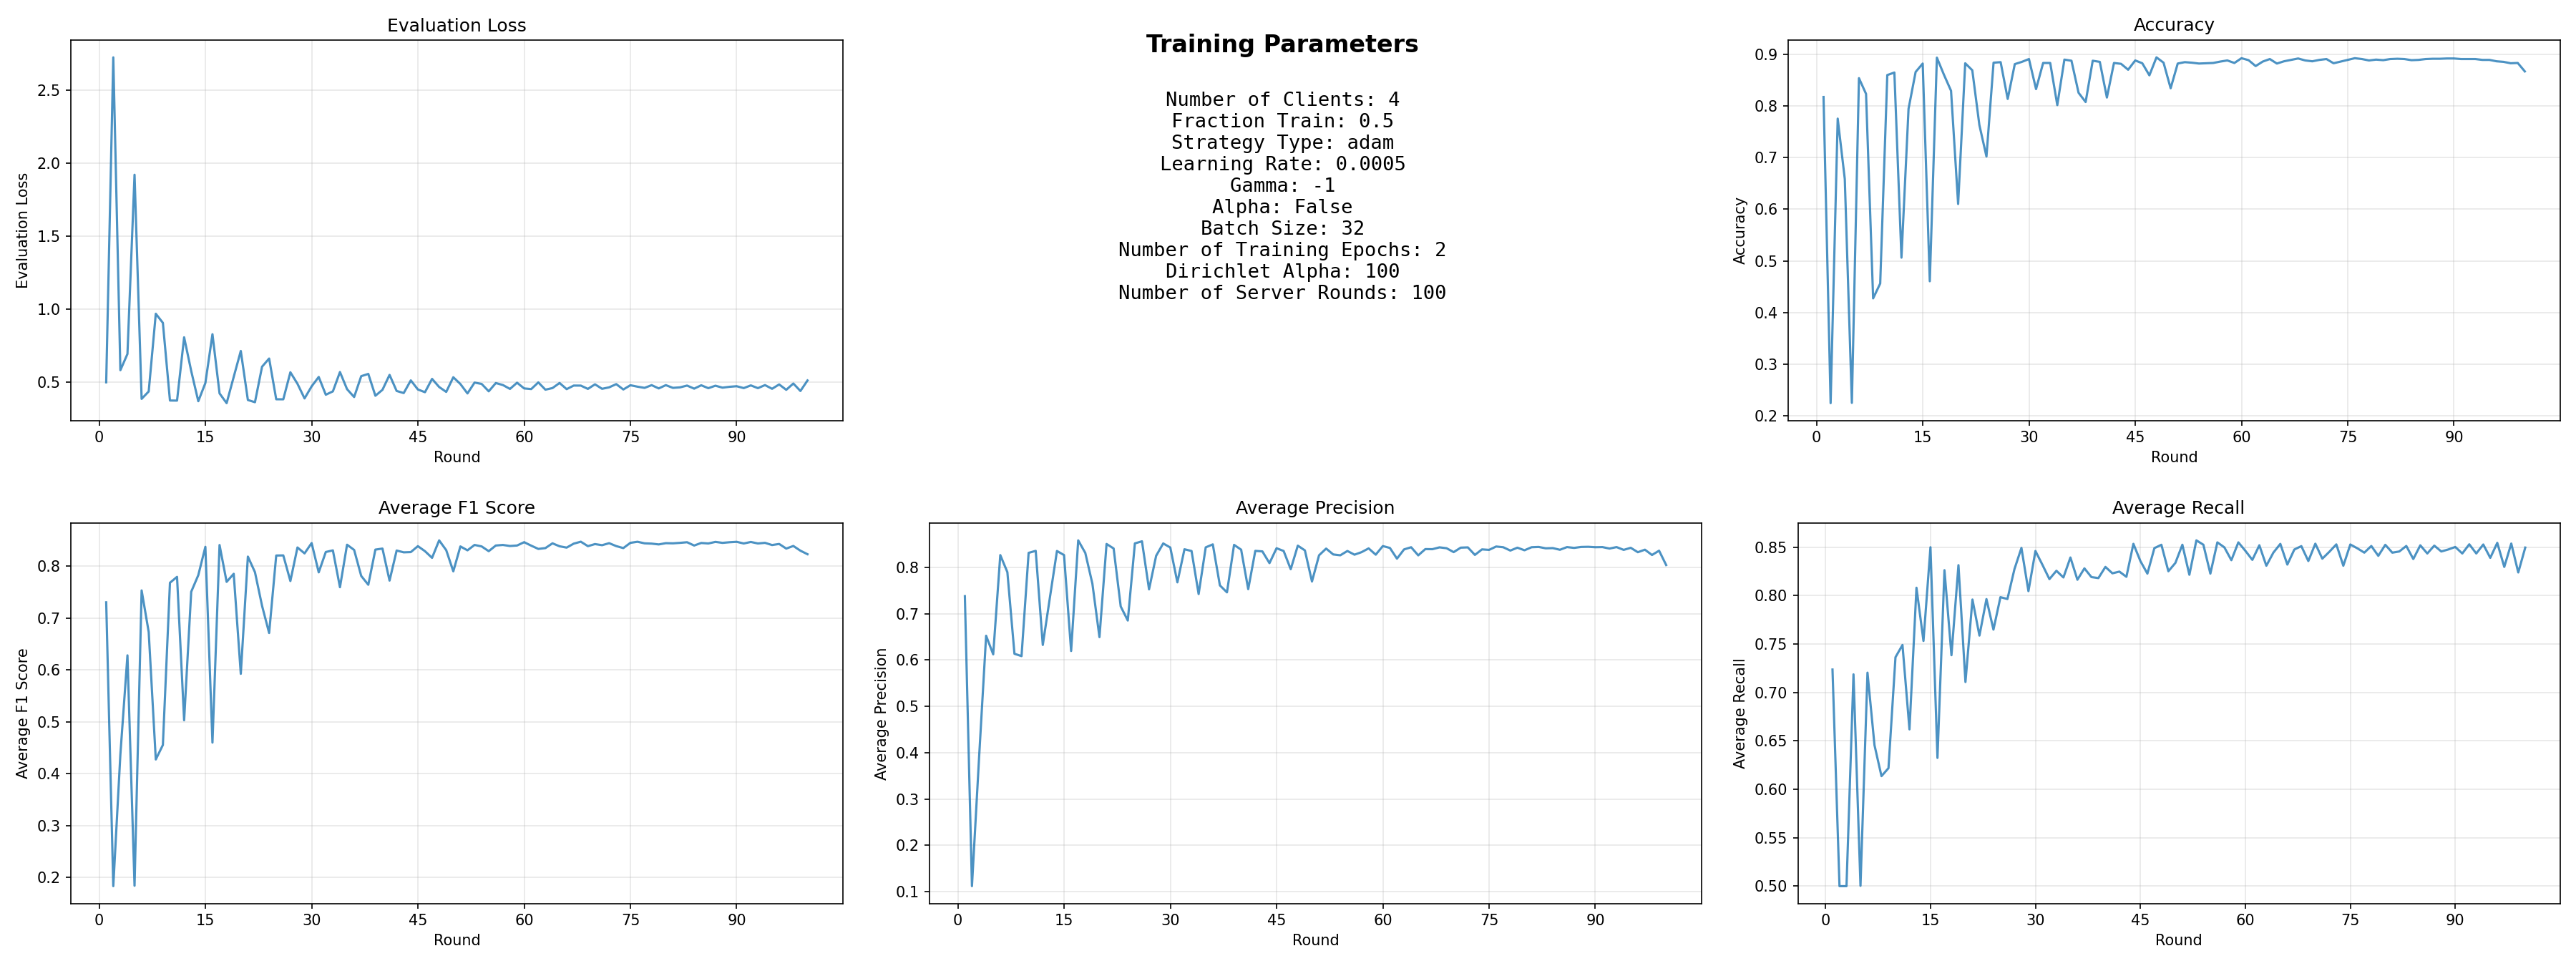 Evaluation Loss
Evaluation Loss
2.5
2.0
1.5
1.0
0.5
0 15 30 45 60 75 90
Round
Training Parameters
Number of Clients: 4
Fraction Train: 0.5
Strategy Type: adam
Learning Rate: 0.0005
Gamma: -1
Alpha: False
Batch Size: 32
Number of Training Epochs: 2
Dirichlet Alpha: 100
Number of Server Rounds: 100
Accuracy
Accuracy
0.9
0.8
0.7
0.6
0.5
0.4
0.3
0.2
0 15 30 45 60 75 90
Round
Average F1 Score
Average F1 Score
0.8
0.7
0.6
0.5
0.4
0.3
0.2
0 15 30 45 60 75 90
Round
Average Precision
Average Precision
0.8
0.7
0.6
0.5
0.4
0.3
0.2
0.1
0 15 30 45 60 75 90
Round
Average Recall
Average Recall
0.85
0.80
0.75
0.70
0.65
0.60
0.55
0.50
0 15 30 45 60 75 90
Round